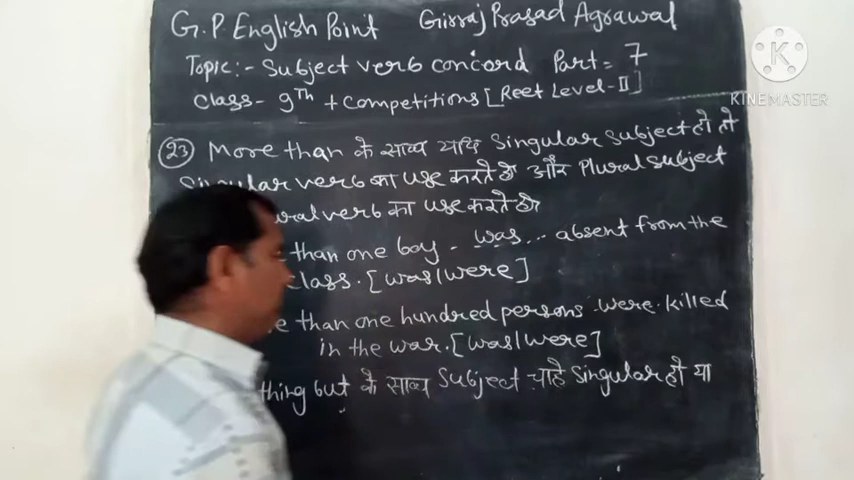 G.P. English Point Girraj Prasad Agrawal
Topic:- Subject verb concord Part = 7
Class- 9th + Competitions [Reet Level-II]
KINEMASTER
23 More than के साथ यदि Singular subject हो तो
Singular verb का use करते हैं और Plural subject
verb का use करते हैं
than one boy - was... absent from the
class. [was/were]
than one hundred persons were killed
in the war. [was/were]
but के साथ Subject चाहे singular हो या